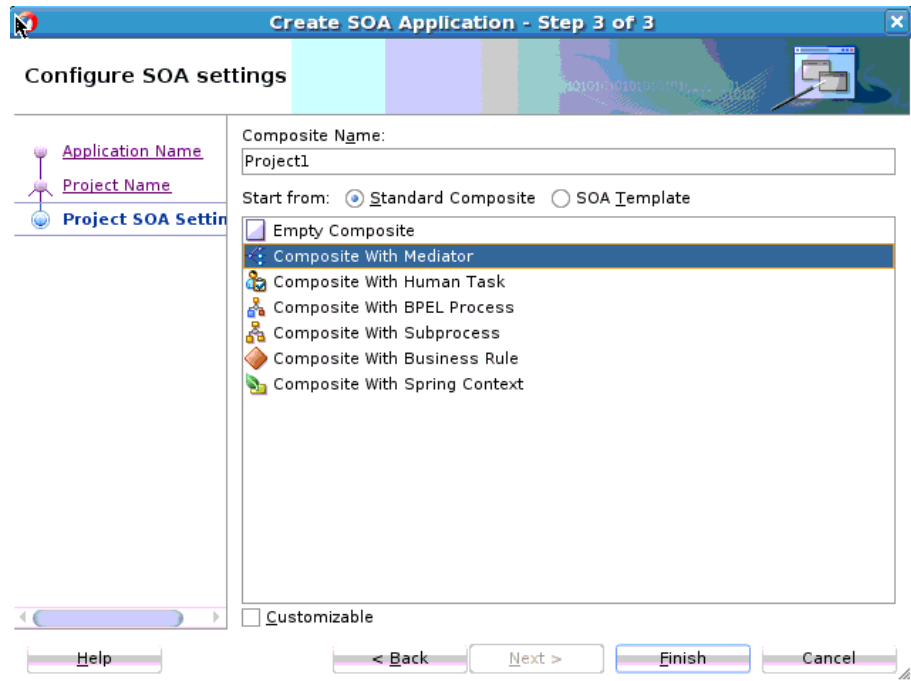 Create SOA Application - Step 3 of 3
Configure SOA settings
Application Name
Project Name
Project SOA Settin
Composite Name:
Project1
Start from: Standard Composite SOA Template
Empty Composite
Composite With Mediator
Composite With Human Task
Composite With BPEL Process
Composite With Subprocess
Composite With Business Rule
Composite With Spring Context
Customizable
Help < Back Next > Finish Cancel